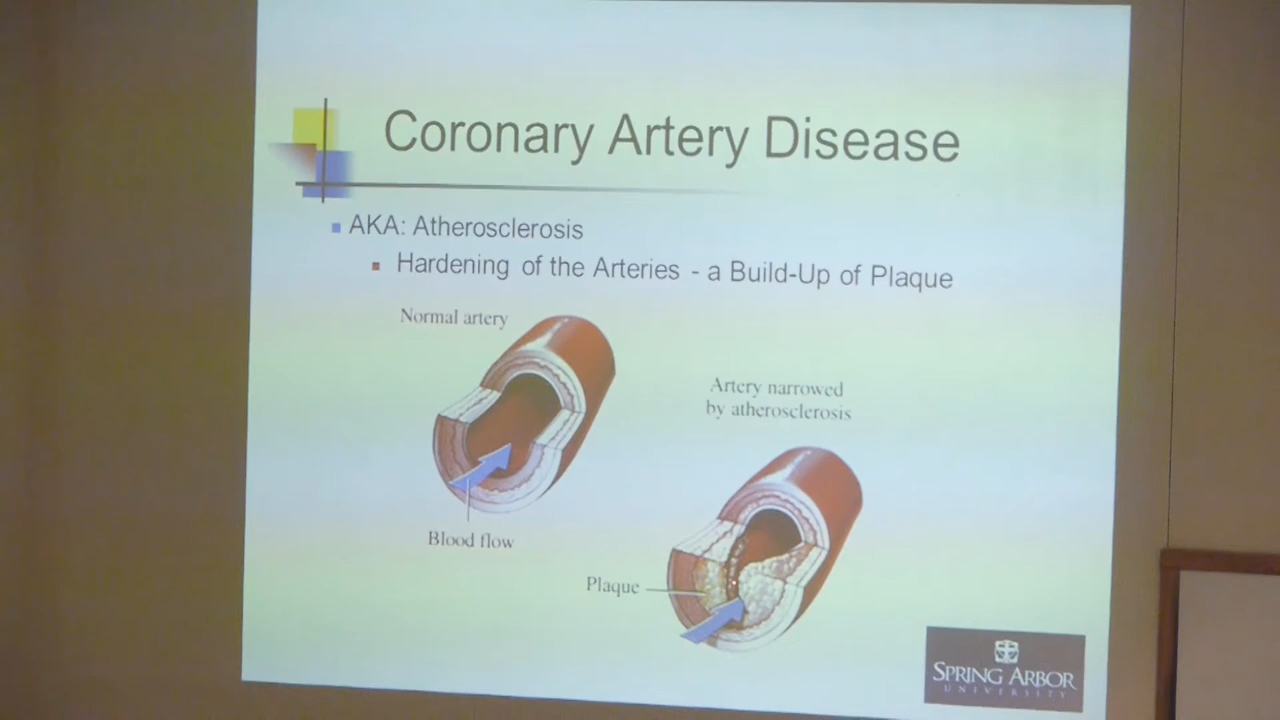 Coronary Artery Disease
AKA: Atherosclerosis
Hardening of the Arteries - a Build-Up of Plaque
Normal artery
Artery narrowed
by atherosclerosis
Blood flow
Plaque
SPRING ARBOR
UNIVERSITY